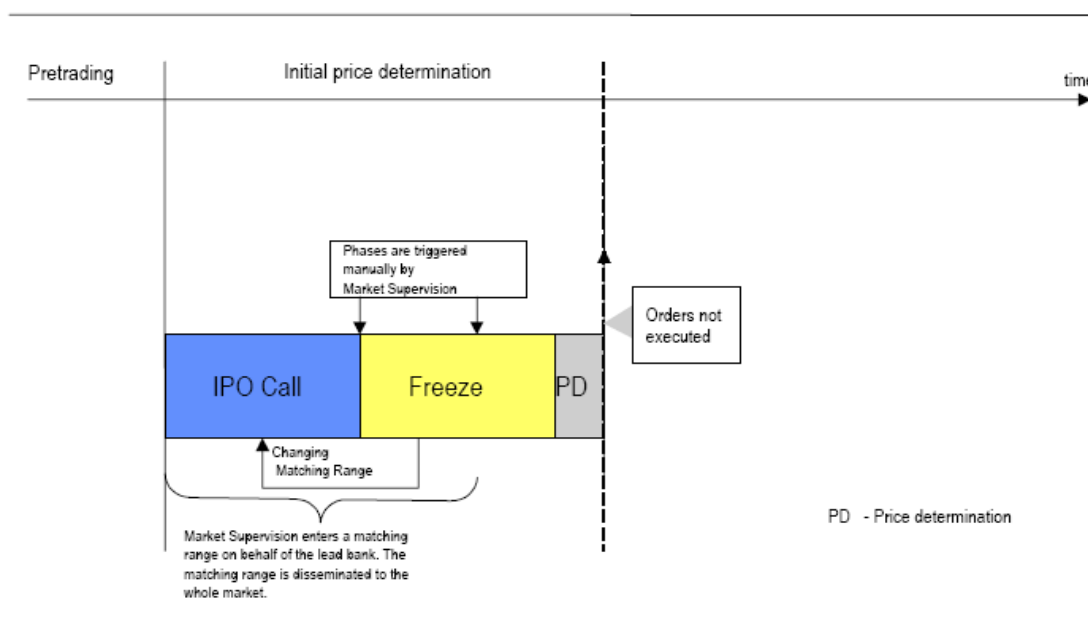 Pretrading
Initial price determination
time
Phases are triggered
manually by
Market Supervision
Orders not
executed
IPO Call
Freeze
PD
Changing
Matching Range
Market Supervision enters a matching
range on behalf of the lead bank. The
matching range is disseminated to the
whole market.
PD - Price determination